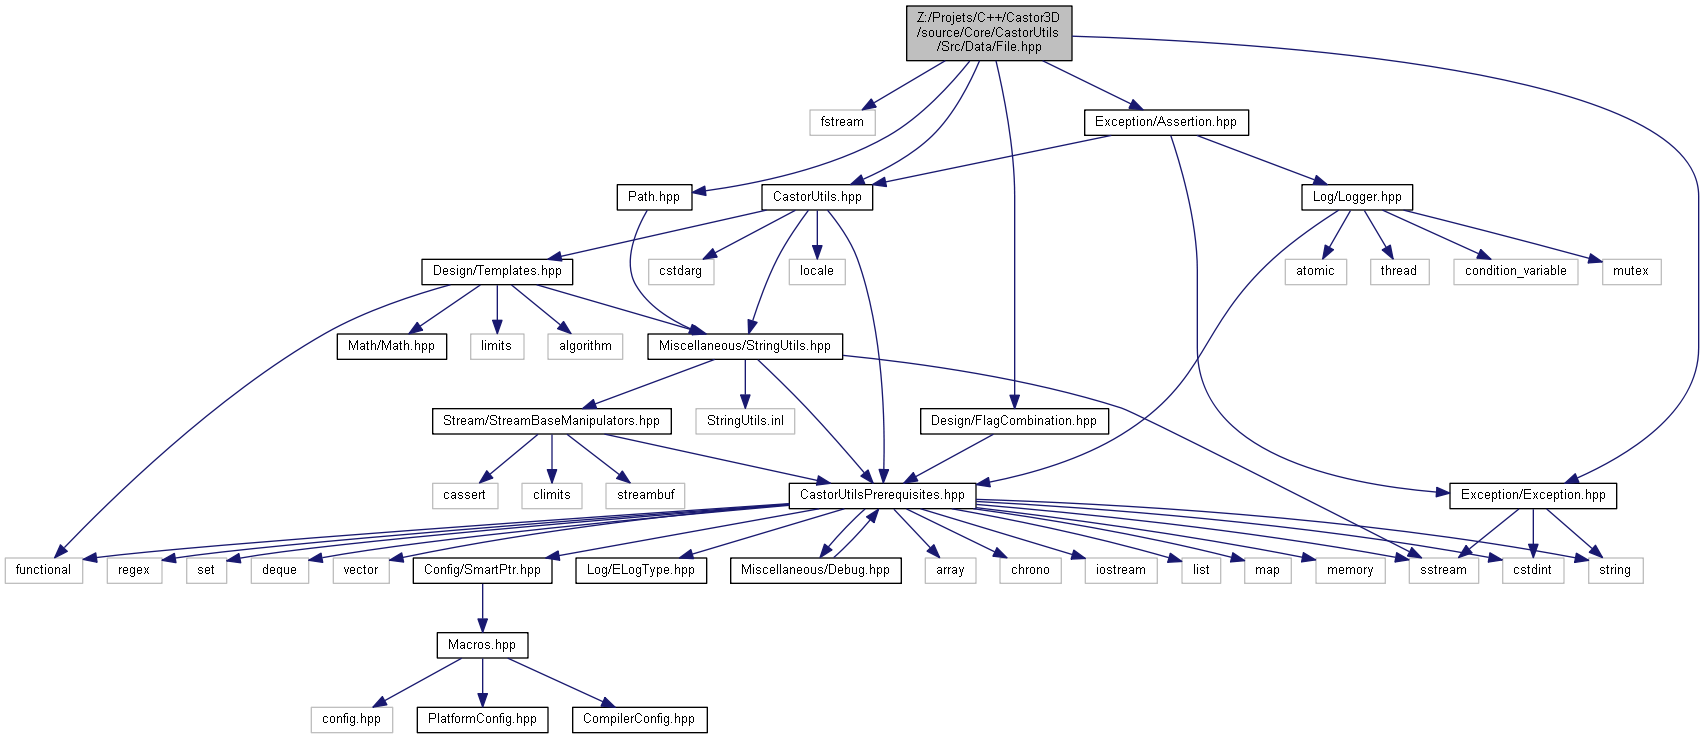 Z:/Projets/C++/Castor3D
/source/Core/CastorUtils
/Src/Data/File.hpp
fstream
Exception/Assertion.hpp
Path.hpp
CastorUtils.hpp
Log/Logger.hpp
Design/Templates.hpp
cstdarg
locale
atomic
thread
condition_variable
mutex
Math/Math.hpp
limits
algorithm
Miscellaneous/StringUtils.hpp
Stream/StreamBaseManipulators.hpp
StringUtils.inl
Design/FlagCombination.hpp
cassert
climits
streambuf
CastorUtilsPrerequisites.hpp
Exception/Exception.hpp
functional
regex
set
deque
vector
Config/SmartPtr.hpp
Log/ELogType.hpp
Miscellaneous/Debug.hpp
array
chrono
iostream
list
map
memory
sstream
cstdint
string
Macros.hpp
config.hpp
PlatformConfig.hpp
CompilerConfig.hpp